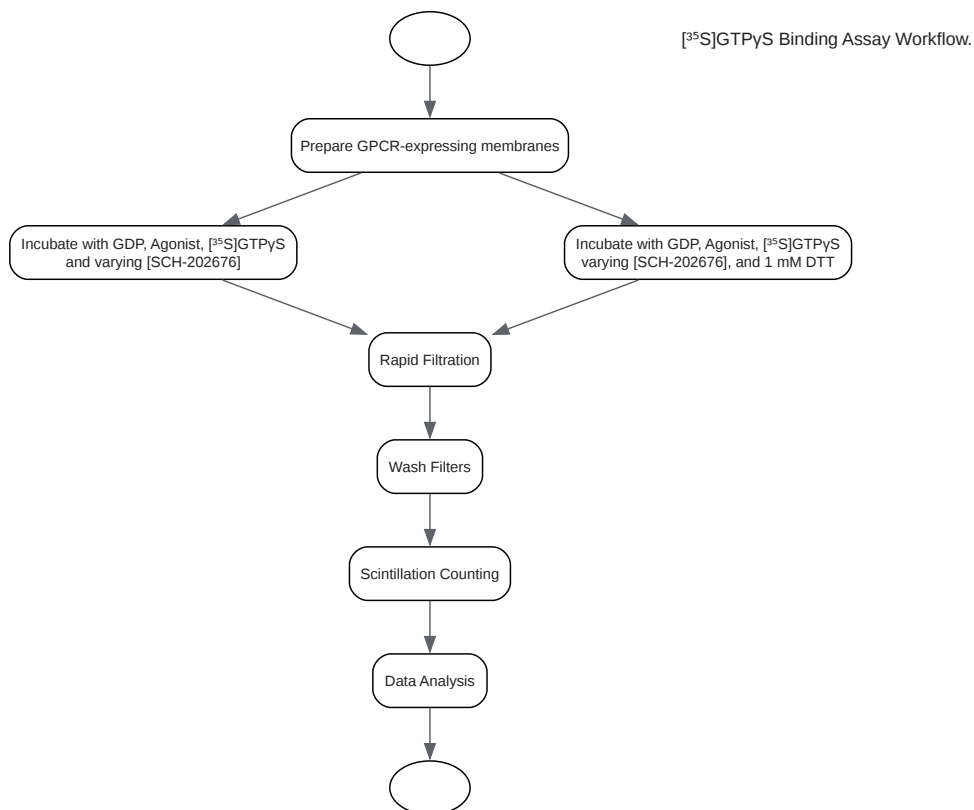 [³⁵S]GTPγS Binding Assay Workflow.
Prepare GPCR-expressing membranes
Incubate with GDP, Agonist, [³⁵S]GTPγS
and varying [SCH-202676]
Incubate with GDP, Agonist, [³⁵S]GTPγS
varying [SCH-202676], and 1 mM DTT
Rapid Filtration
Wash Filters
Scintillation Counting
Data Analysis